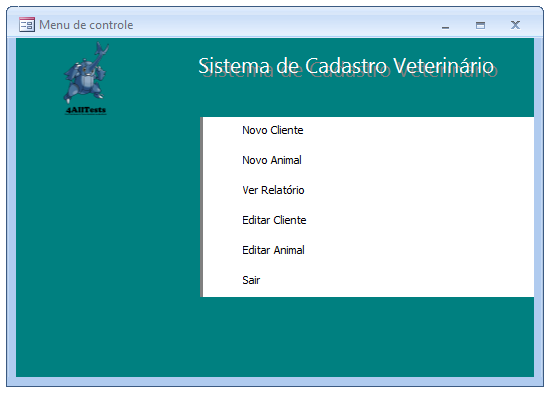 Menu de controle
Sistema de Cadastro Veterinário
4AllTests
Novo Cliente
Novo Animal
Ver Relatório
Editar Cliente
Editar Animal
Sair